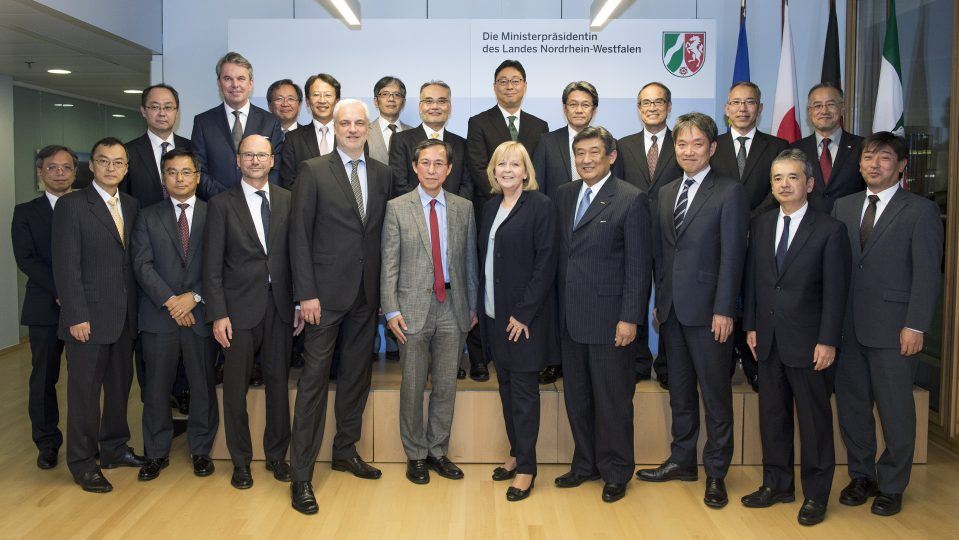 Die Ministerpräsidentin
des Landes Nordrhein-Westfalen